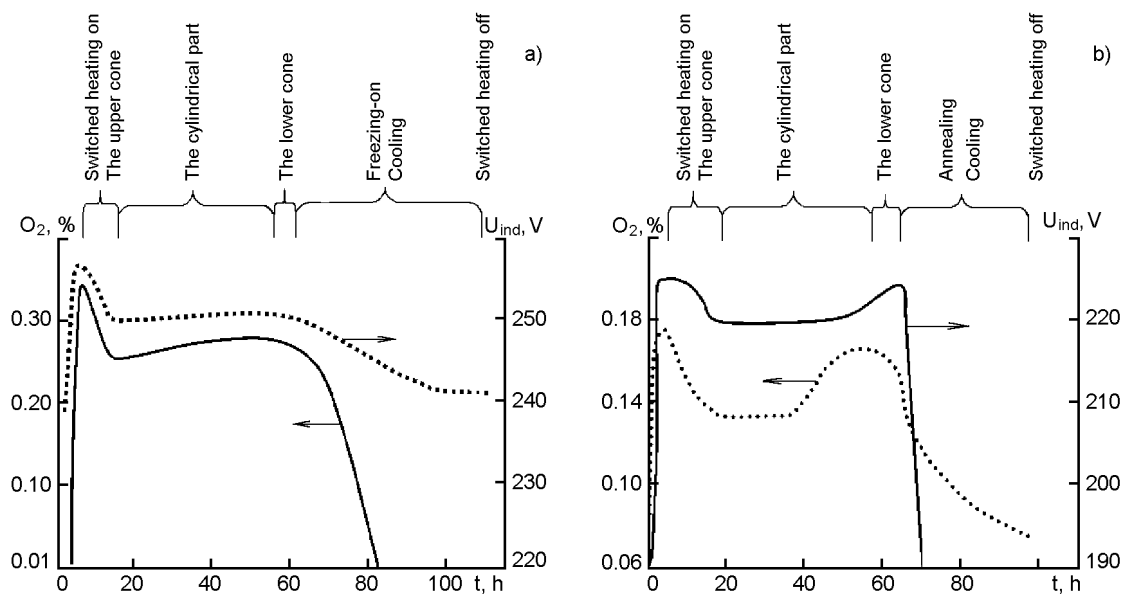 Switched heating on
The upper cone
The cylindrical part
The lower cone
Freezing-on
Cooling
Switched heating off
a)
O2, %
Uind, V
0.30
0.20
0.10
0.01
250
240
230
220
0 20 40 60 80 100 t, h
Switched heating on
The upper cone
The cylindrical part
The lower cone
Annealing
Cooling
Switched heating off
b)
O2, %
Uind, V
0.18
0.14
0.10
0.06
220
210
200
190
0 20 40 60 80 t, h